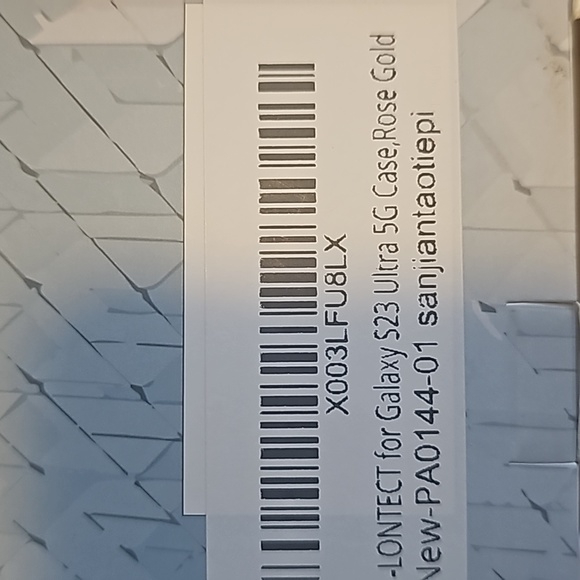 X003LFU8LX
-LONTECT for Galaxy S23 Ultra 5G Case,Rose Gold
New-PA0144-01 sanjiantaotiepi